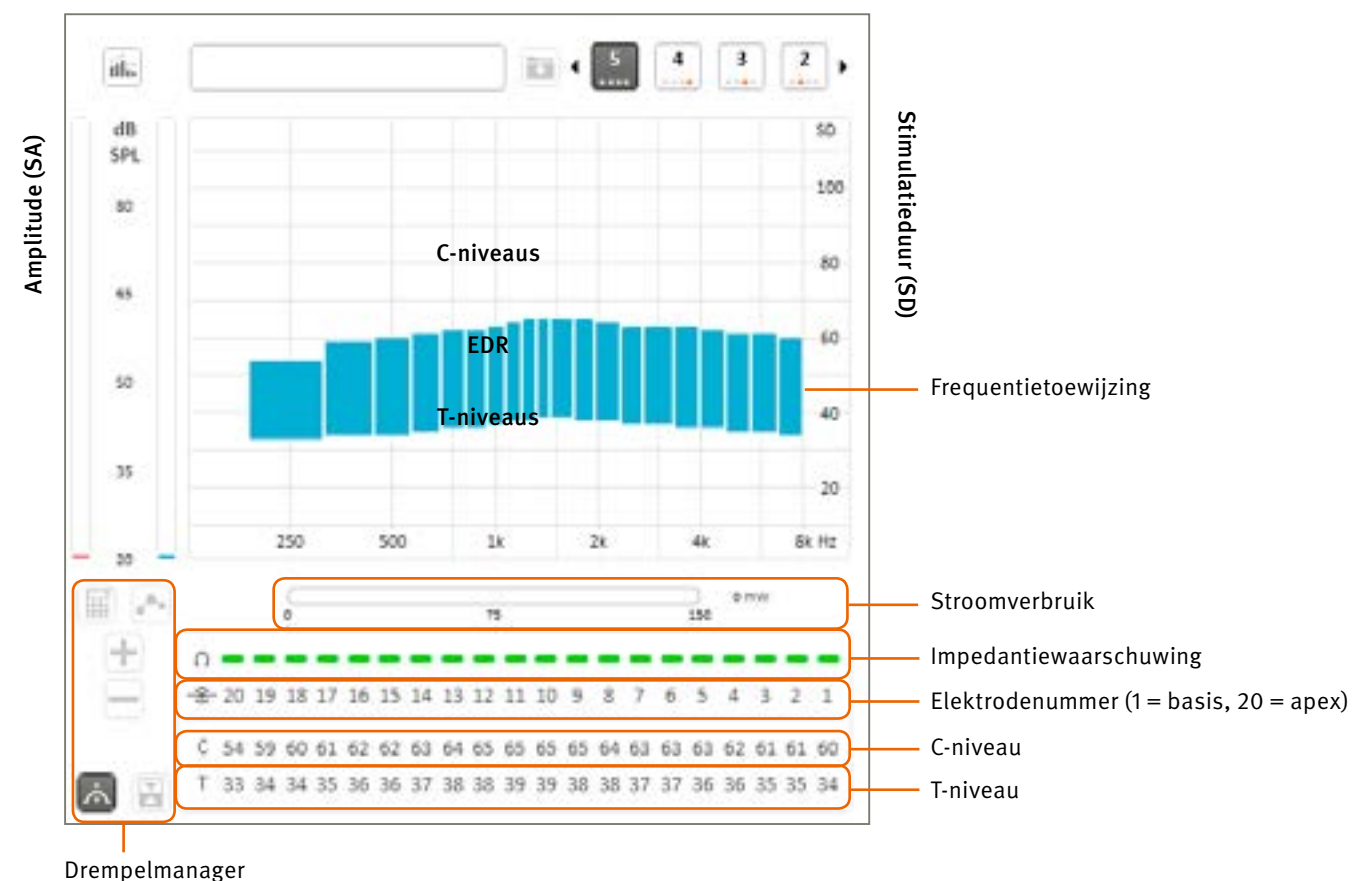 5 4 3 2
Amplitude (SA)
dB
SPL
80
65
50
35
20
SD
100
80
60
40
20
Stimulatieduur (SD)
C-niveaus
EDR
T-niveaus
Frequentietoewijzing
250 500 1k 2k 4k 8k Hz
0 mW
0 75 150
Stroomverbruik
Impedantiewaarschuwing
20 19 18 17 16 15 14 13 12 11 10 9 8 7 6 5 4 3 2 1
Elektrodenummer (1 = basis, 20 = apex)
C 54 59 60 61 62 62 63 64 65 65 65 65 64 63 63 63 62 61 61 60
C-niveau
T 33 34 34 35 36 36 37 38 38 39 39 38 38 37 37 36 36 35 35 34
T-niveau
Drempelmanager